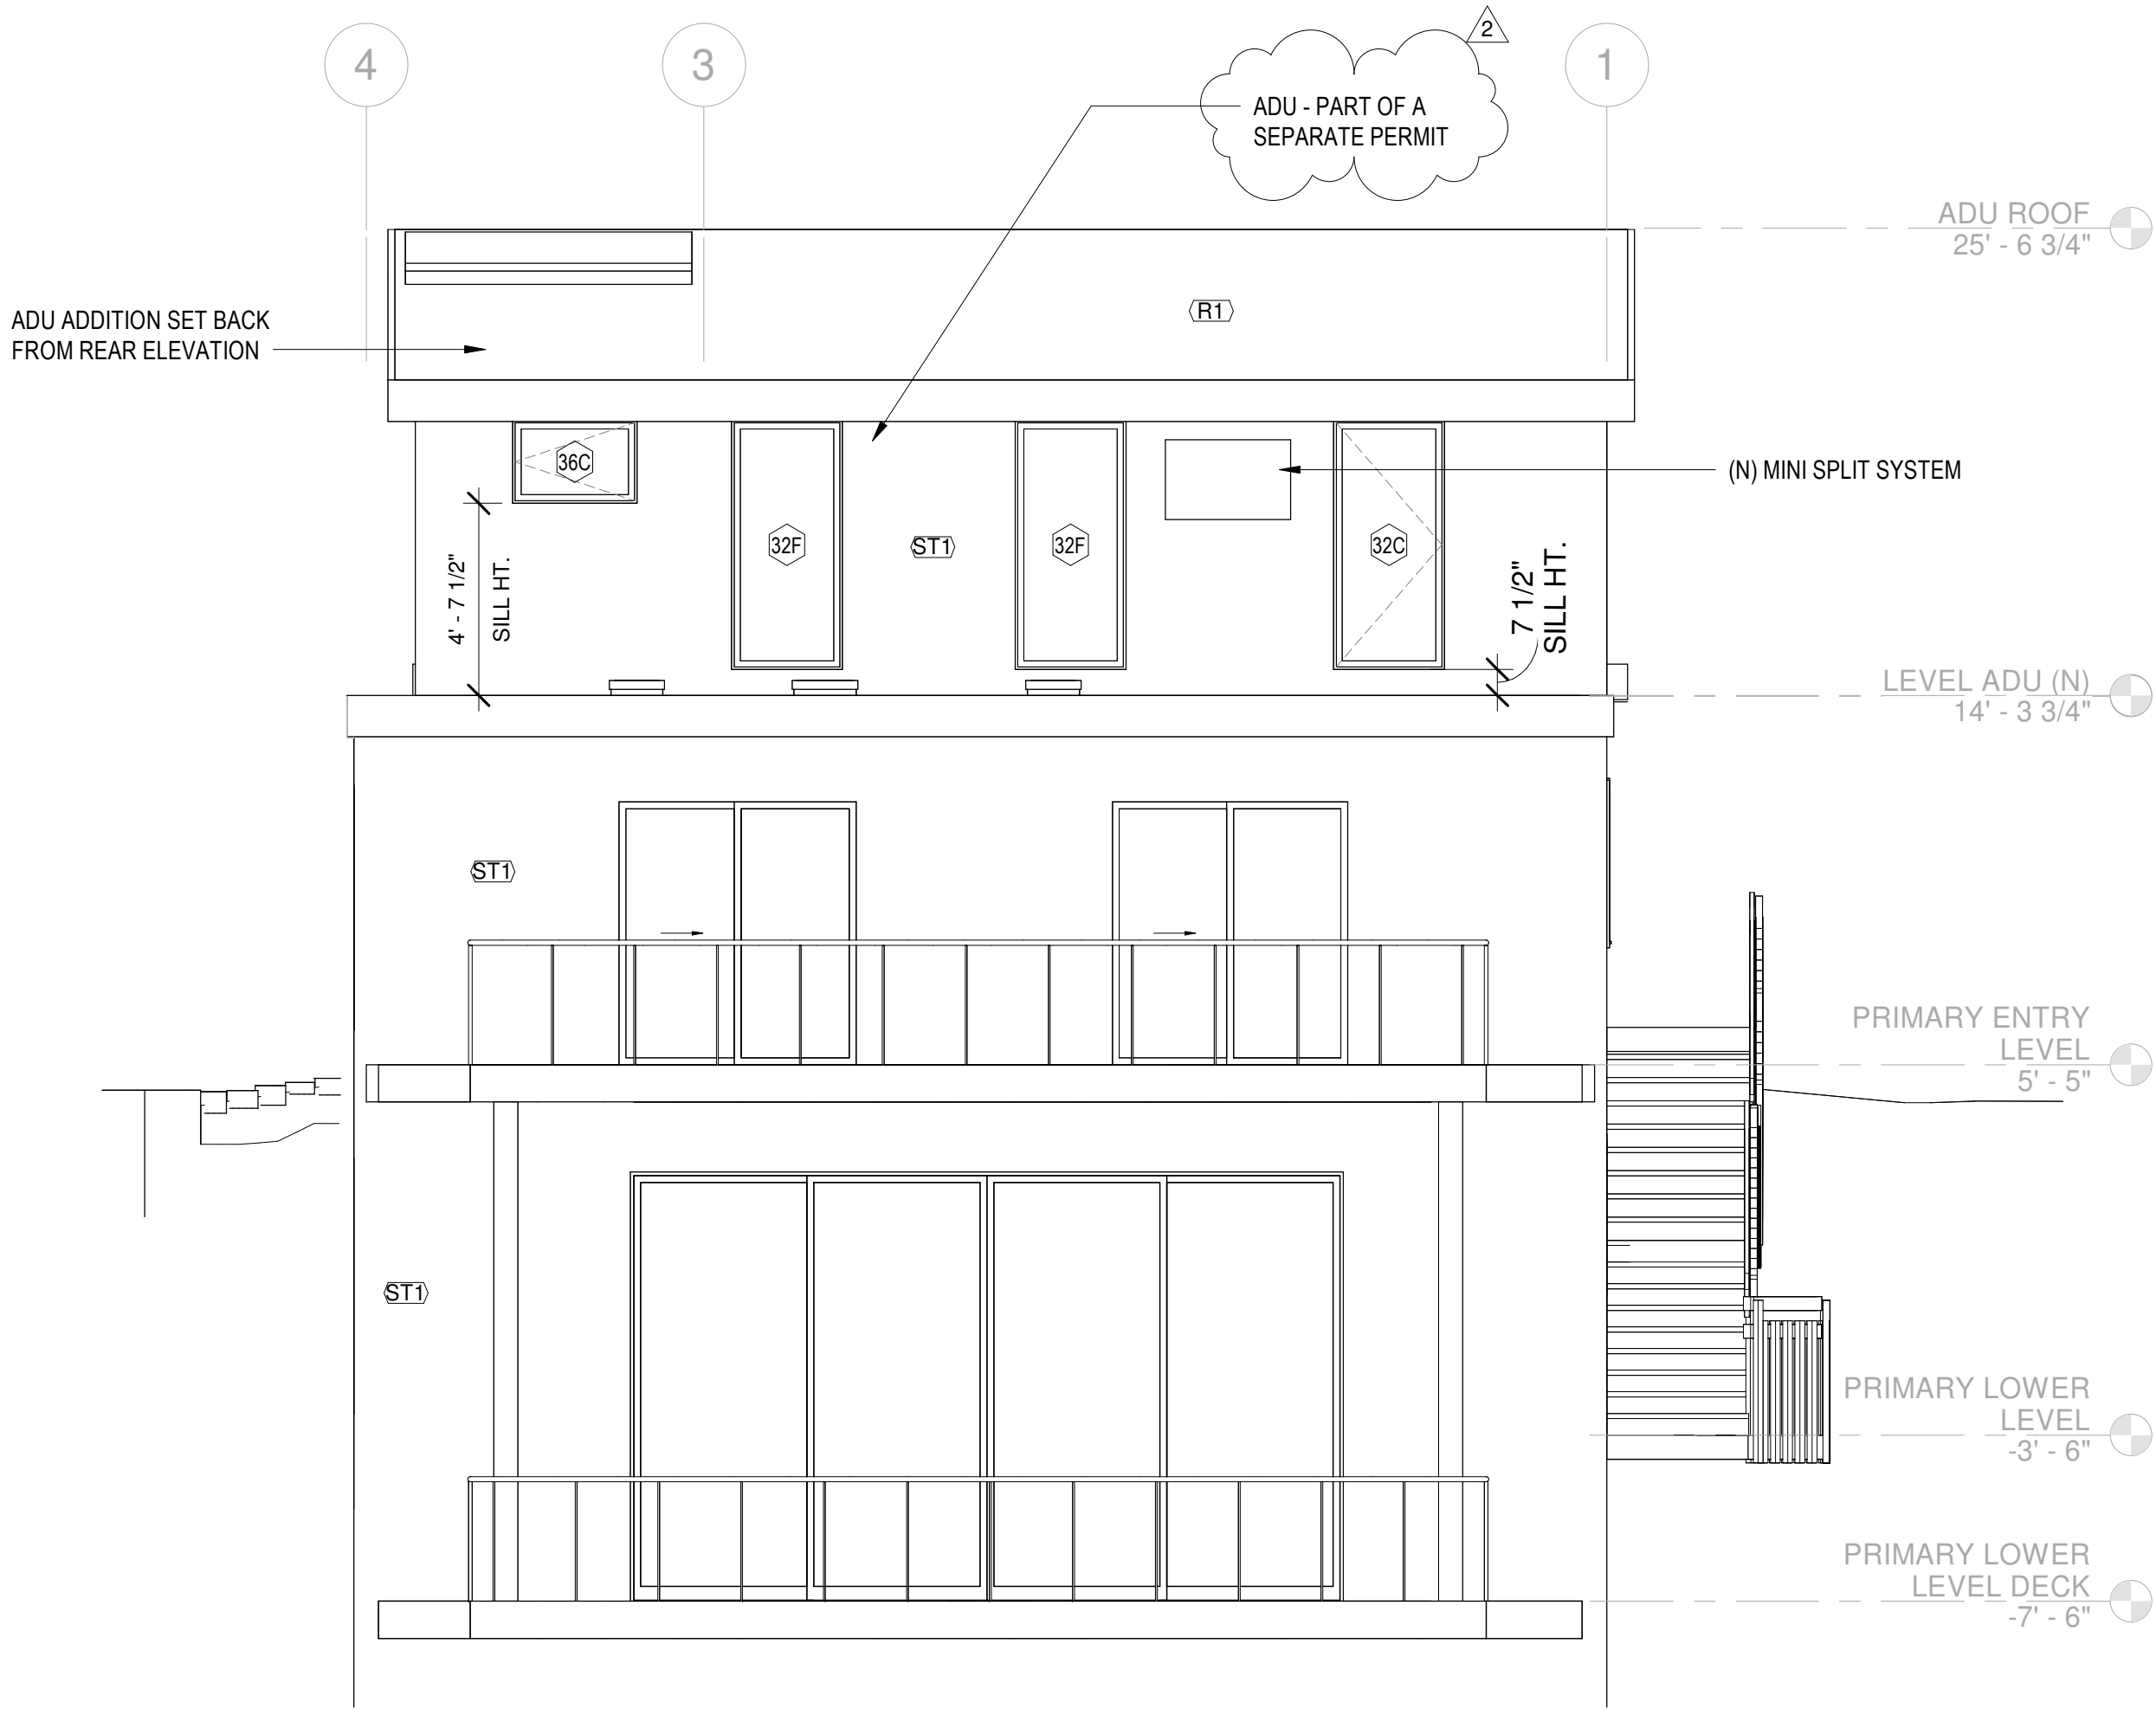 4
3
2
1
ADU - PART OF A
SEPARATE PERMIT
ADU ROOF
25' - 6 3/4"
R1
ADU ADDITION SET BACK
FROM REAR ELEVATION
36C
(N) MINI SPLIT SYSTEM
32F
ST1
32F
32C
4' - 7 1/2"
SILL HT.
7 1/2"
SILL HT.
LEVEL ADU (N)
14' - 3 3/4"
ST1
PRIMARY ENTRY
LEVEL
5' - 5"
ST1
PRIMARY LOWER
LEVEL
-3' - 6"
PRIMARY LOWER
LEVEL DECK
-7' - 6"